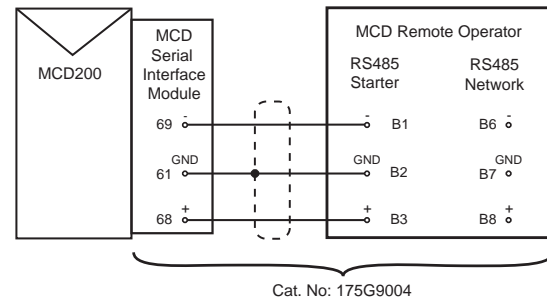 MCD200
MCD
Serial
Interface
Module
69 -
GND
61
+
68
MCD Remote Operator
RS485
Starter
RS485
Network
- B1
B6 -
GND
B2
GND
B7
+
B3
+
B8
Cat. No: 175G9004